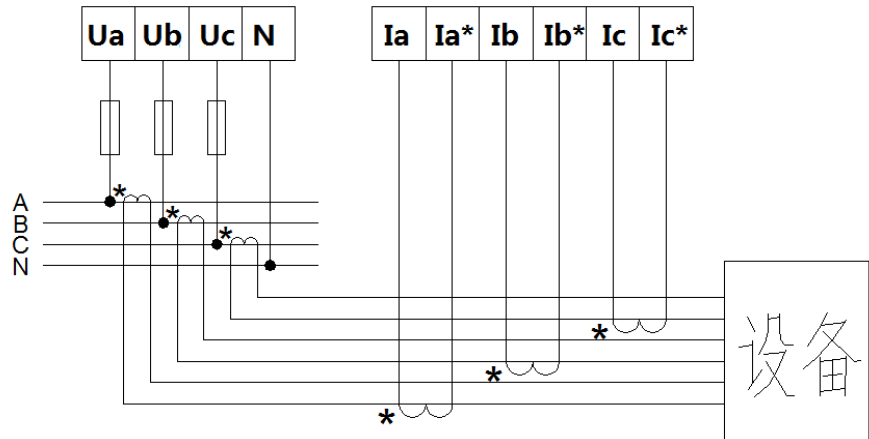 Ua Ub Uc N Ia Ia* Ib Ib* Ic Ic*
A *
B *
C *
N
*
*
*
设备